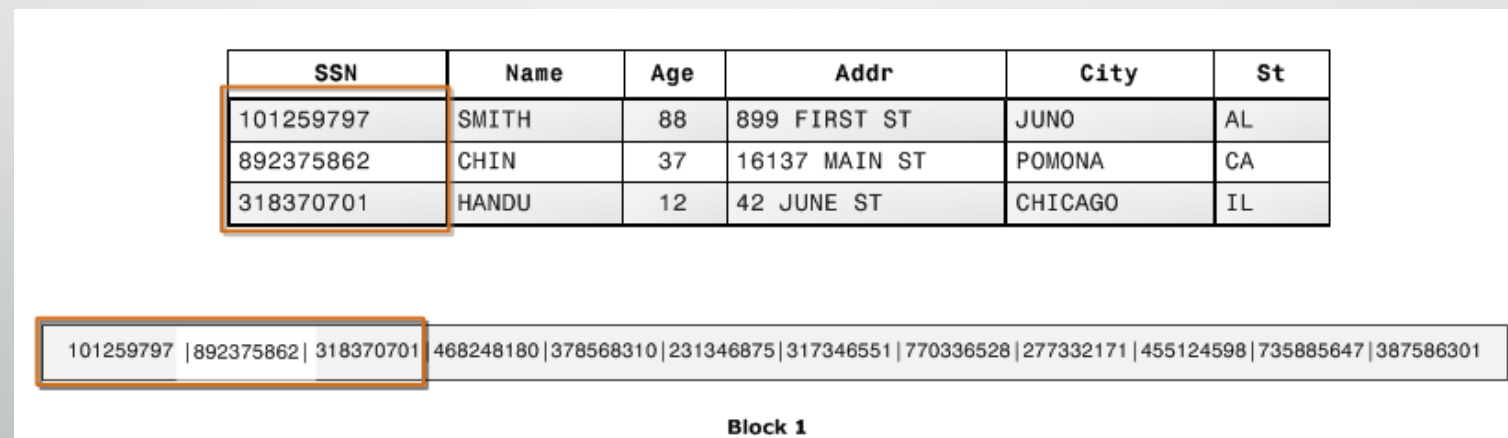 SSN Name Age Addr City St
101259797 SMITH 88 899 FIRST ST JUNO AL
892375862 CHIN 37 16137 MAIN ST POMONA CA
318370701 HANDU 12 42 JUNE ST CHICAGO IL
101259797 |892375862| 318370701|468248180|378568310|231346875|317346551|770336528|277332171|455124598|735885647|387586301
Block 1